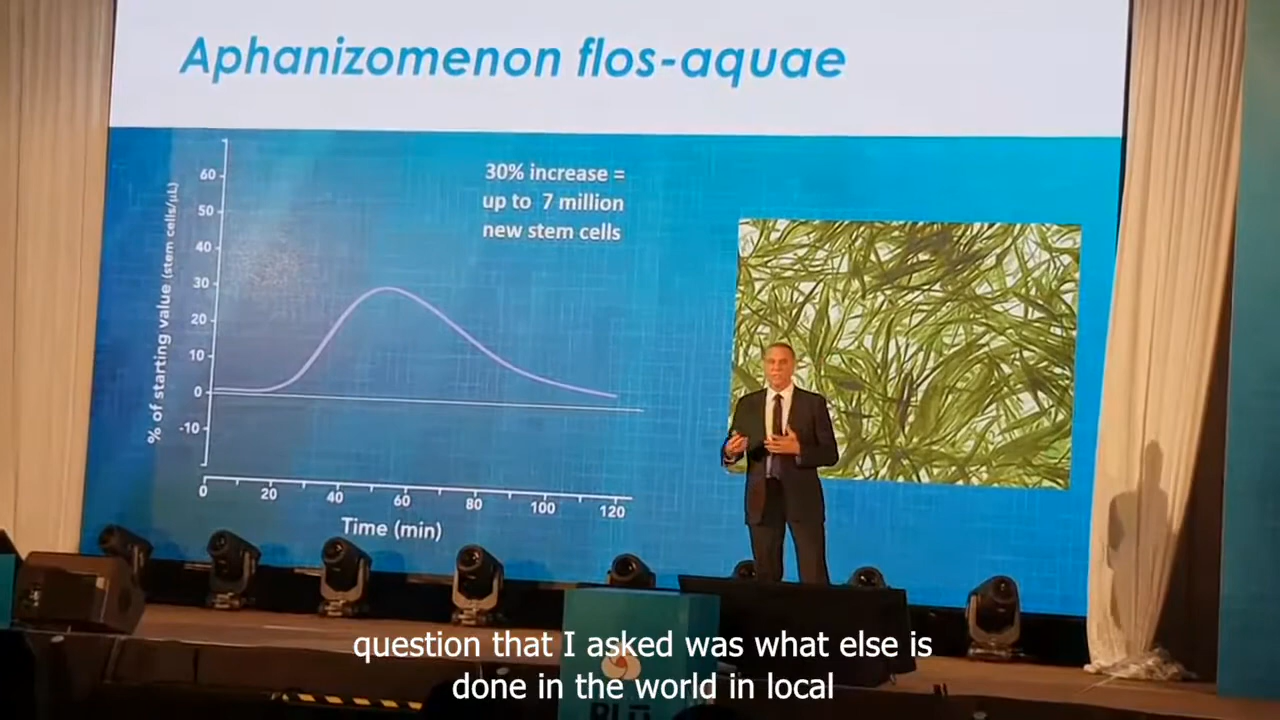 Aphanizomenon flos-aquae
30% increase =
up to 7 million
new stem cells
% of starting value (stem cells/µL)
60
50
40
30
20
10
0
-10
0 20 40 60 80 100 120
Time (min)
question that I asked was what else is
done in the world in local